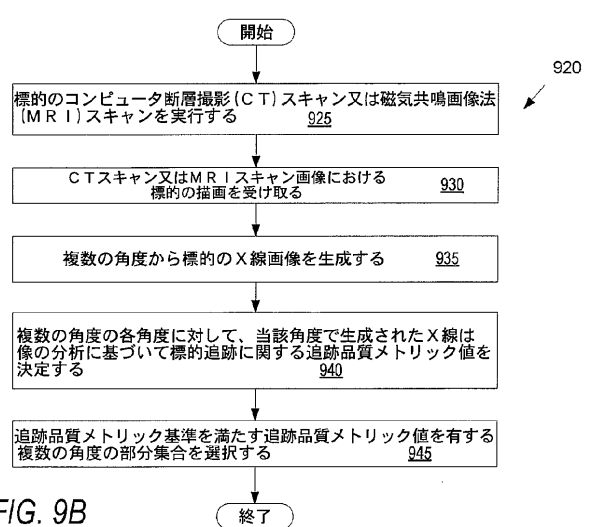 開始
920
標的のコンピュータ断層撮影(CT)スキャン又は磁気共鳴画像法
(MRI)スキャンを実行する 925
CTスキャン又はMRIスキャン画像における
標的の描画を受け取る 930
複数の角度から標的のX線画像を生成する 935
複数の角度の各角度に対して、当該角度で生成されたX線は
像の分析に基づいて標的追跡に関する追跡品質メトリック値を
決定する 940
追跡品質メトリック基準を満たす追跡品質メトリック値を有する
複数の角度の部分集合を選択する 945
FIG. 9B
終了